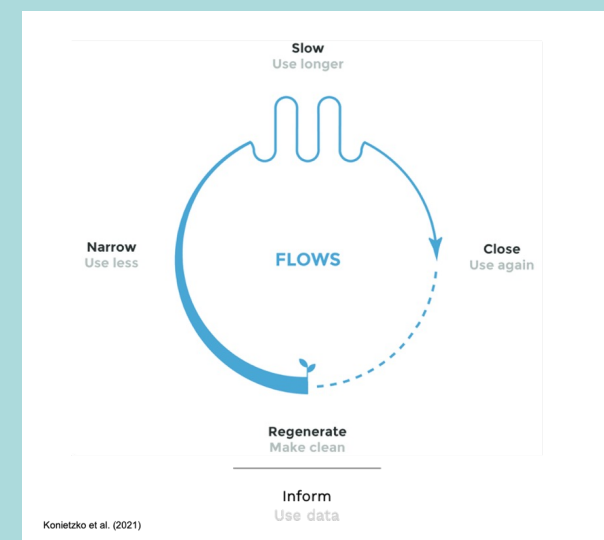 Slow
Use longer
Narrow
Use less
FLOWS
Close
Use again
Regenerate
Make clean
Inform
Use data
Konietzko et al. (2021)